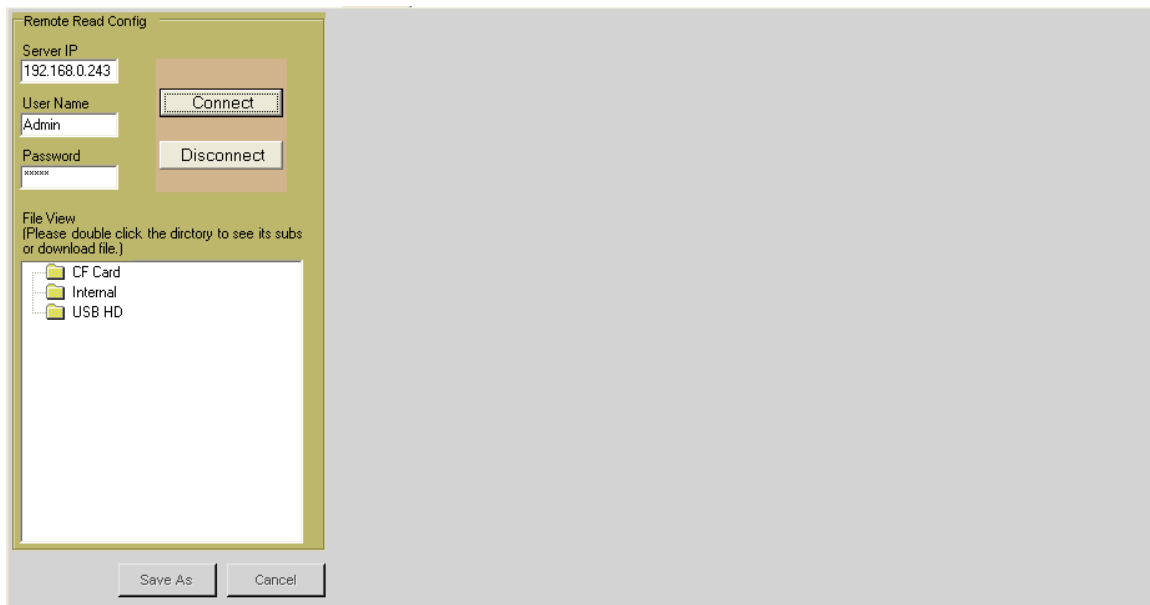 Remote Read Config
Server IP
192.168.0.243
Connect
User Name
Admin
Disconnect
Password
xxxxx
File View
(Please double click the dirctory to see its subs
or download file.)
CF Card
Internal
USB HD
Save As
Cancel